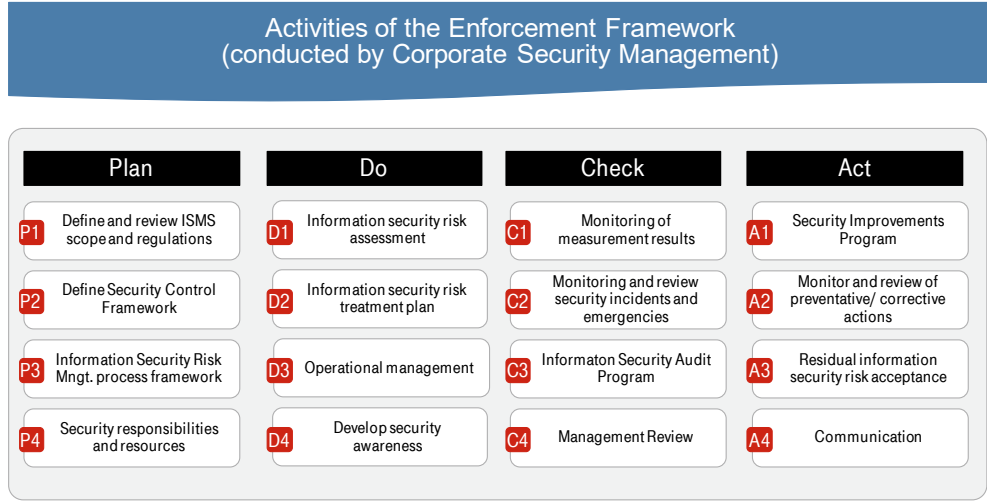 Activities of the Enforcement Framework
(conducted by Corporate Security Management)
Plan
P1
Define and review ISMS
scope and regulations
P2
Define Security Control
Framework
P3
Information Security Risk
Mngt. process framework
P4
Security responsibilities
and resources
Do
D1
Information security risk
assessment
D2
Information security risk
treatment plan
D3
Operational management
D4
Develop security
awareness
Check
C1
Monitoring of
measurement results
C2
Monitoring and review
security incidents and
emergencies
C3
Informaton Security Audit
Program
C4
Management Review
Act
A1
Security Improvements
Program
A2
Monitor and review of
preventative/ corrective
actions
A3
Residual information
security risk acceptance
A4
Communication